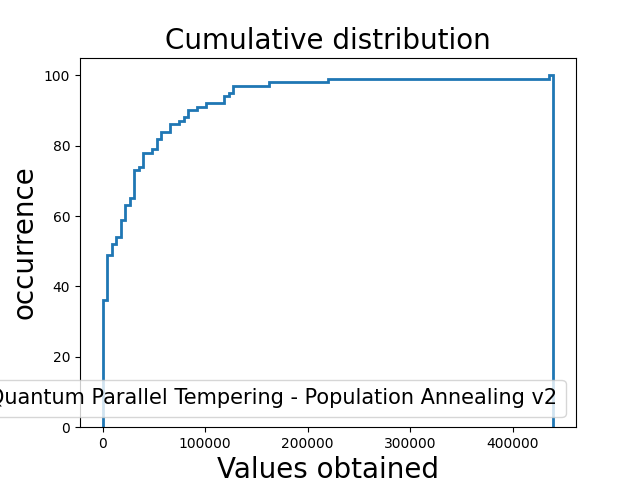 Cumulative distribution
occurrence
100
80
60
40
20
0
Quantum Parallel Tempering - Population Annealing v2
0 100000 200000 300000 400000
Values obtained